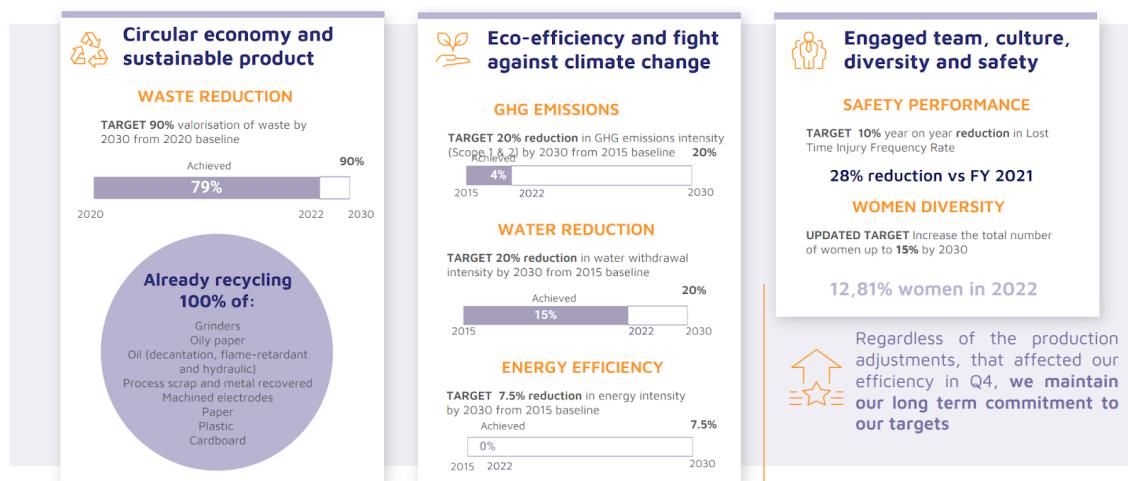 Circular economy and
sustainable product
WASTE REDUCTION
TARGET 90% valorisation of waste by
2030 from 2020 baseline
Achieved
90%
79%
2020
2022
2030
Already recycling
100% of:
Grinders
Oily paper
Oil (decantation, flame-retardant
and hydraulic)
Process scrap and metal recovered
Machined electrodes
Paper
Plastic
Cardboard
Eco-efficiency and fight
against climate change
GHG EMISSIONS
TARGET 20% reduction in GHG emissions intensity
(Scope 1 & 2) by 2030 from 2015 baseline
20%
Achieved
4%
2015
2022
2030
WATER REDUCTION
TARGET 20% reduction in water withdrawal
intensity by 2030 from 2015 baseline
20%
Achieved
15%
2015
2022
2030
ENERGY EFFICIENCY
TARGET 7.5% reduction in energy intensity
by 2030 from 2015 baseline
Achieved
7.5%
0%
2015
2022
2030
Engaged team, culture,
diversity and safety
SAFETY PERFORMANCE
TARGET 10% year on year reduction in Lost
Time Injury Frequency Rate
28% reduction vs FY 2021
WOMEN DIVERSITY
UPDATED TARGET Increase the total number
of women up to 15% by 2030
12,81% women in 2022
Regardless of the production
adjustments, that affected our
efficiency in Q4, we maintain
our long term commitment to
our targets